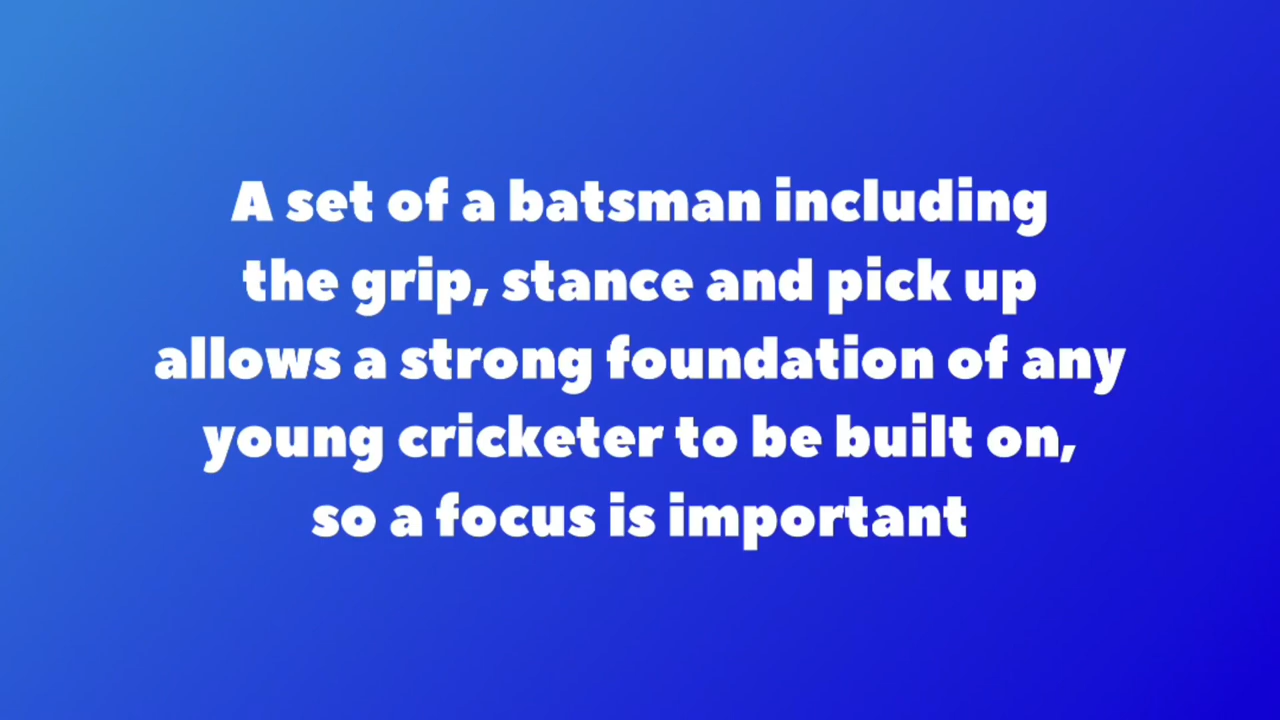 A set of a batsman including
the grip, stance and pick up
allows a strong foundation of any
young cricketer to be built on,
so a focus is important